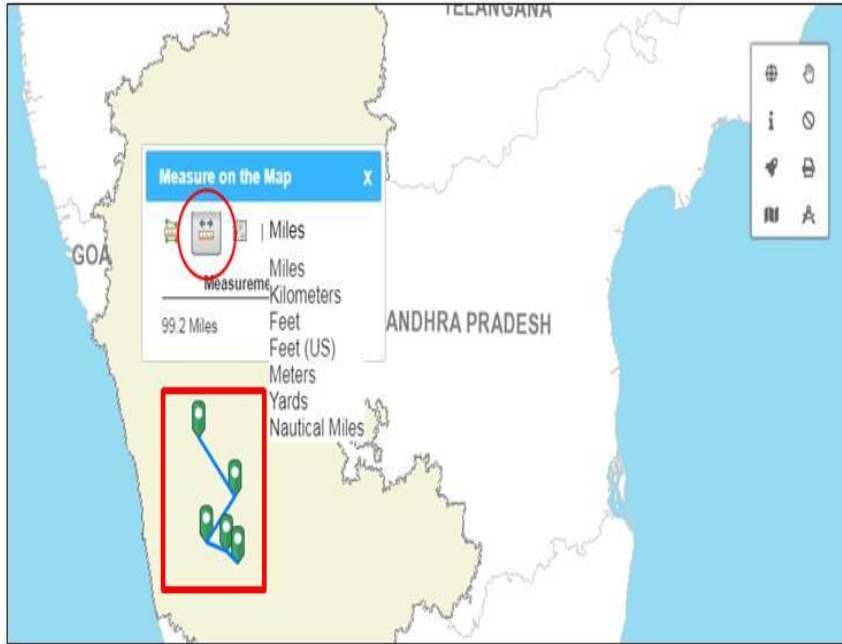 TELANGANA
Measure on the Map X
Miles
GOA
Miles
Measureme
Kilometers
99.2 Miles
Feet
ANDHRA PRADESH
Feet (US)
Meters
Yards
Nautical Miles